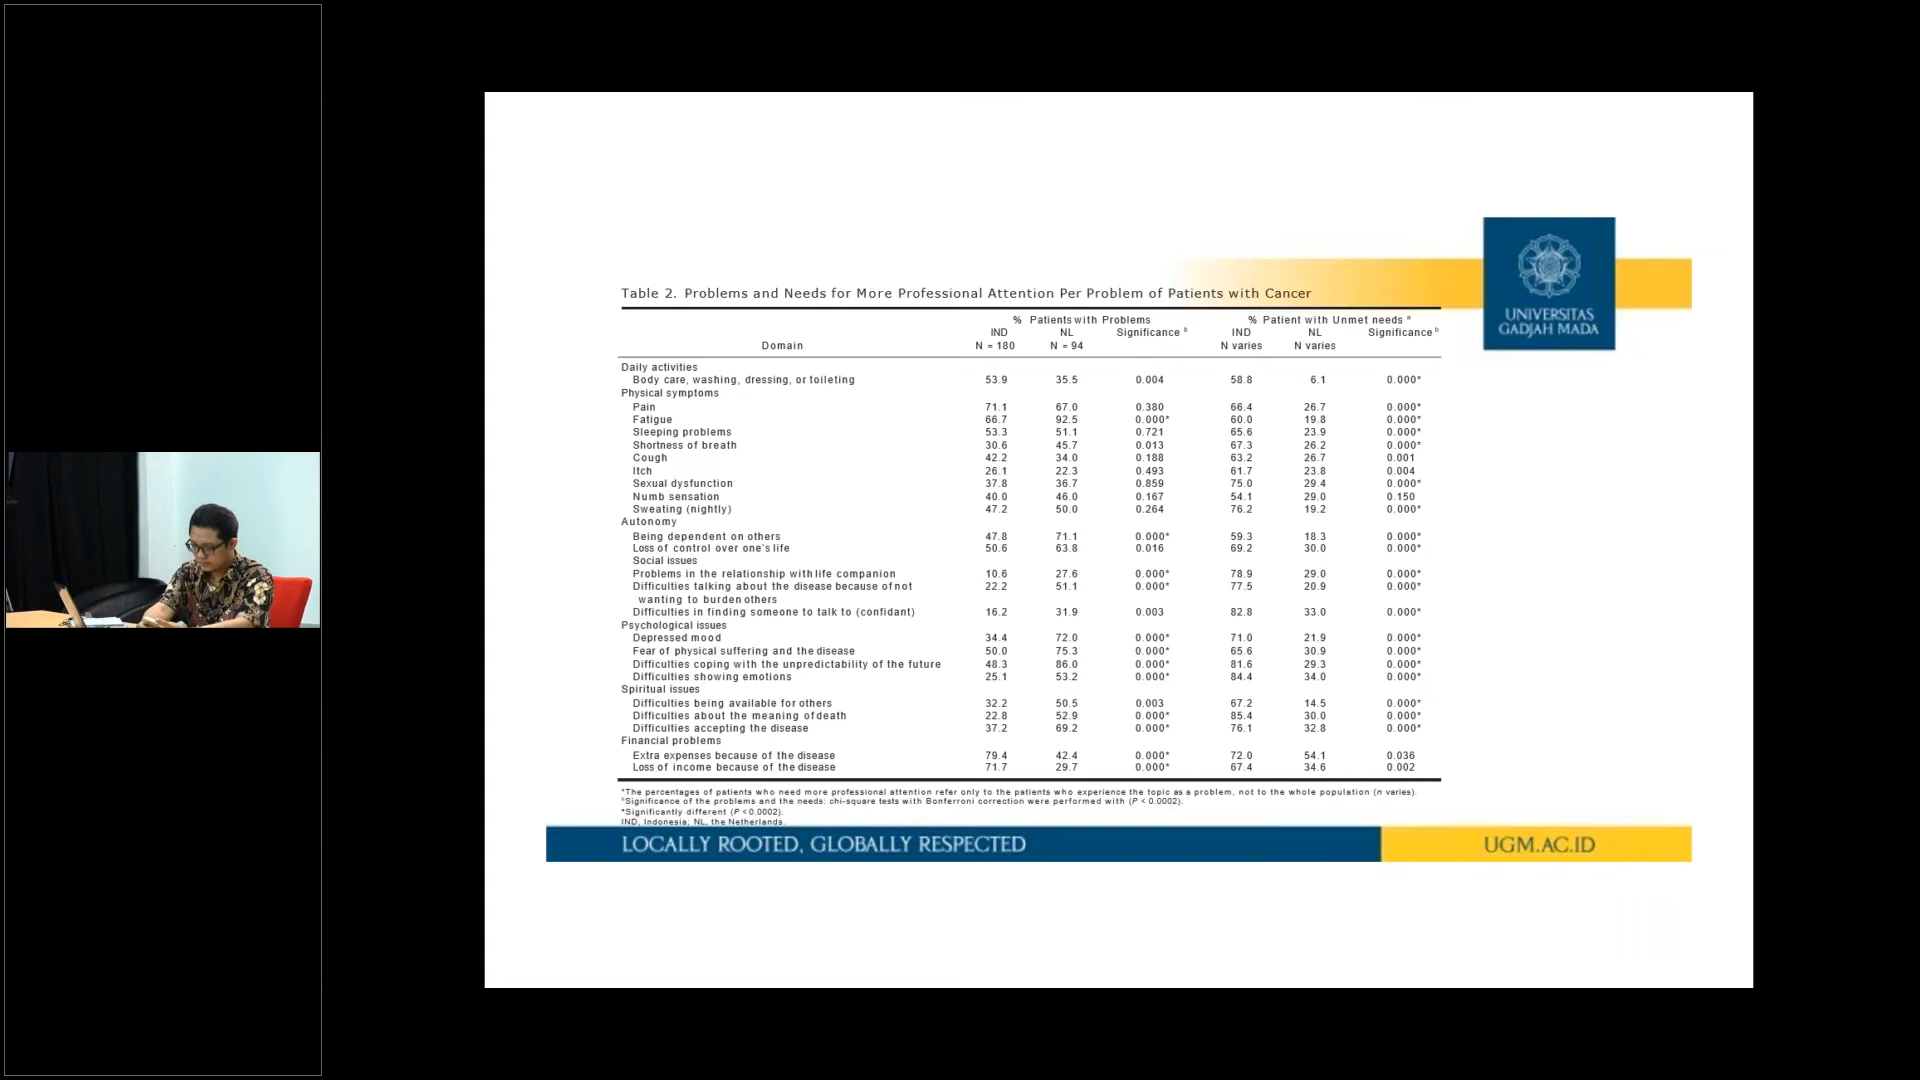 UNIVERSITAS
GADJAH MADA
Table 2. Problems and Needs for More Professional Attention Per Problem of Patients with Cancer
% Patients with Problems % Patient with Unmet needs a
IND NL Significance b IND NL Significance b
Domain N = 180 N = 94 N varies N varies
Daily activities
Body care, washing, dressing, or toileting 53.9 35.5 0.004 58.8 6.1 0.000*
Physical symptoms
Pain 71.1 67.0 0.380 66.4 26.7 0.000*
Fatigue 66.7 92.5 0.000* 60.0 19.8 0.000*
Sleeping problems 53.3 51.1 0.721 65.6 23.9 0.000*
Shortness of breath 30.6 45.7 0.013 67.3 26.2 0.000*
Cough 42.2 34.0 0.188 63.2 26.7 0.001
Itch 26.1 22.3 0.493 61.7 23.8 0.004
Sexual dysfunction 37.8 36.7 0.859 75.0 29.4 0.000*
Numb sensation 40.0 46.0 0.167 54.1 29.0 0.150
Sweating (nightly) 47.2 50.0 0.264 76.2 19.2 0.000*
Autonomy
Being dependent on others 47.8 71.1 0.000* 59.3 18.3 0.000*
Loss of control over one's life 50.6 63.8 0.016 69.2 30.0 0.000*
Social issues
Problems in the relationship with life companion 10.6 27.6 0.000* 78.9 29.0 0.000*
Difficulties talking about the disease because of not 22.2 51.1 0.000* 77.5 20.9 0.000*
wanting to burden others
Difficulties in finding someone to talk to (confidant) 16.2 31.9 0.003 82.8 33.0 0.000*
Psychological issues
Depressed mood 34.4 72.0 0.000* 71.0 21.9 0.000*
Fear of physical suffering and the disease 50.0 75.3 0.000* 65.6 30.9 0.000*
Difficulties coping with the unpredictability of the future 48.3 86.0 0.000* 81.6 29.3 0.000*
Difficulties showing emotions 25.1 53.2 0.000* 84.4 34.0 0.000*
Spiritual issues
Difficulties being available for others 32.2 50.5 0.003 67.2 14.5 0.000*
Difficulties about the meaning of death 22.8 52.9 0.000* 85.4 30.0 0.000*
Difficulties accepting the disease 37.2 69.2 0.000* 76.1 32.8 0.000*
Financial problems
Extra expenses because of the disease 79.4 42.4 0.000* 72.0 54.1 0.036
Loss of income because of the disease 71.7 29.7 0.000* 67.4 34.6 0.002
aThe percentages of patients who need more professional attention refer only to the patients who experience the topic as a problem, not to the whole population (n varies).
bSignificance of the problems and the needs: chi-square tests with Bonferroni correction were performed with (P < 0.0002).
*Significantly different (P < 0.0002).
IND, Indonesia; NL, the Netherlands.
LOCALLY ROOTED, GLOBALLY RESPECTED UGM.AC.ID